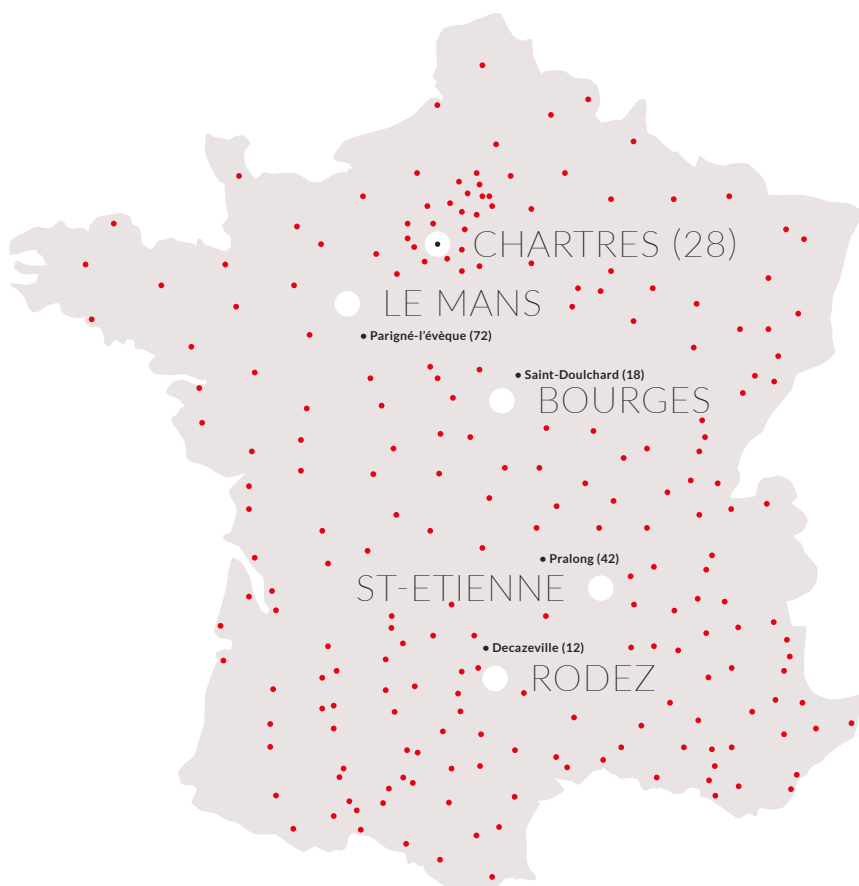 CHARTRES (28)
LE MANS
Parigné-l’évèque (72)
Saint-Doulchard (18)
BOURGES
Pralong (42)
ST-ETIENNE
Decazeville (12)
RODEZ